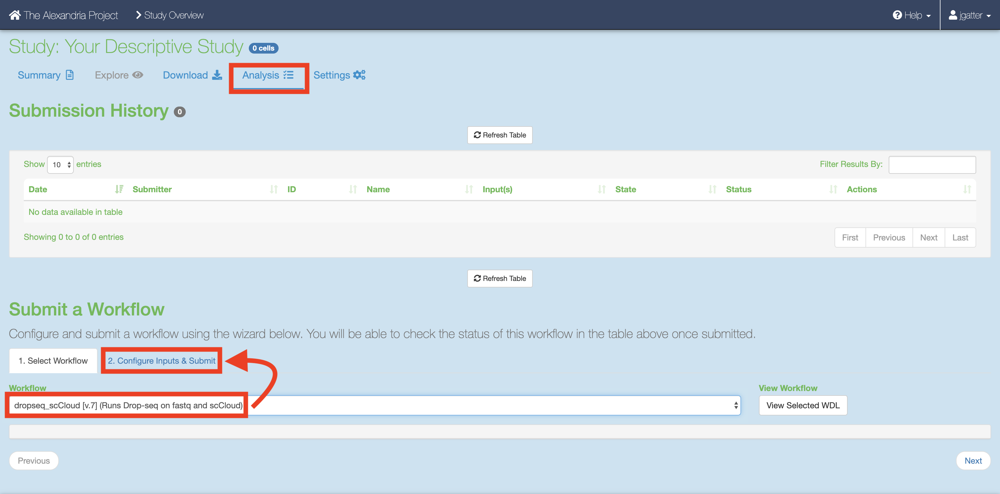 The Alexandria Project Study Overview Help jgatter
Study: Your Descriptive Study 0 cells
Summary Explore Download Analysis Settings
Submission History 0
Refresh Table
Show 10 entries Filter Results By:
Date Submitter ID Name Input(s) State Status Actions
No data available in table
Showing 0 to 0 of 0 entries First Previous Next Last
Refresh Table
Submit a Workflow
Configure and submit a workflow using the wizard below. You will be able to check the status of this workflow in the table above once submitted.
1. Select Workflow 2. Configure Inputs & Submit
Workflow View Workflow
dropseq_scCloud [v.7] (Runs Drop-seq on fastq and scCloud) View Selected WDL
Previous Next